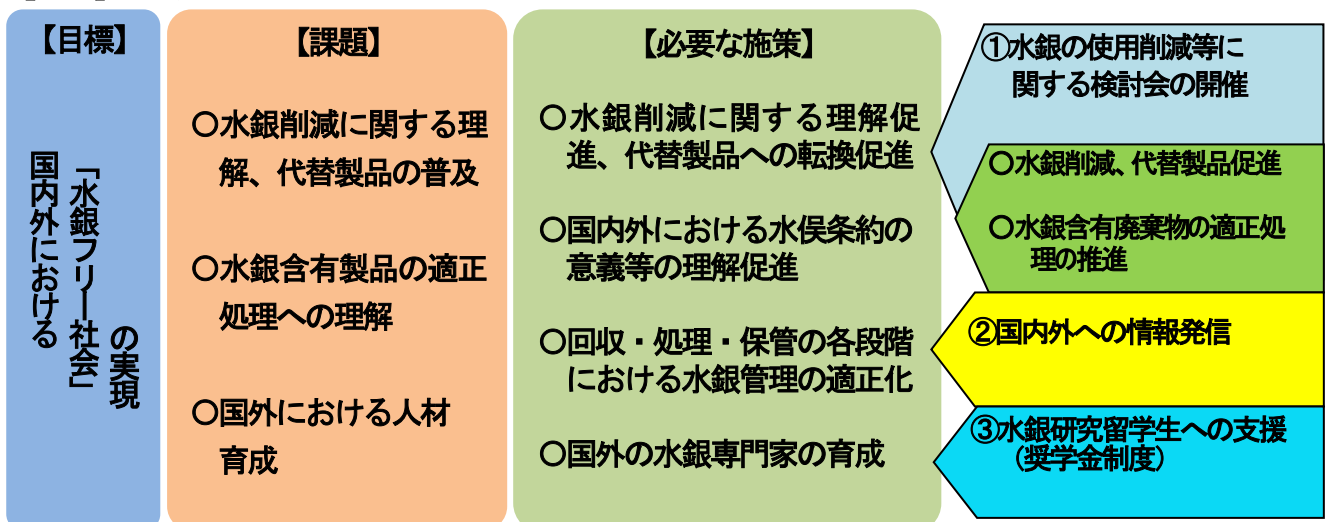 【目標】
国内外における
「水銀フリー社会」
の実現
【課題】
〇水銀削減に関する理
解、代替製品の普及
〇水銀含有製品の適正
処理への理解
〇国外における人材
育成
【必要な施策】
〇水銀削減に関する理解促
進、代替製品への転換促進
〇国内外における水俣条約の
意義等の理解促進
〇回収・処理・保管の各段階
における水銀管理の適正化
〇国外の水銀専門家の育成
①水銀の使用削減等に
関する検討会の開催
〇水銀削減、代替製品促進
〇水銀含有廃棄物の適正処
理の推進
②国内外への情報発信
③水銀研究留学生への支援
（奨学金制度）